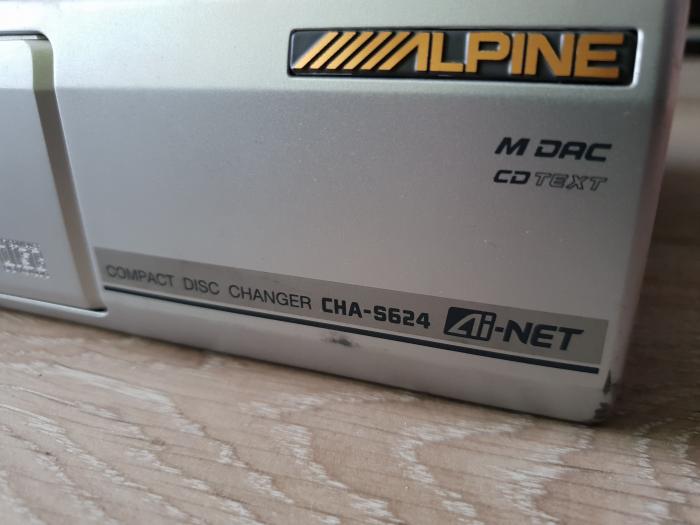 ALPINE
M DAC
CD TEXT
COMPACT DISC CHANGER CHA-S624 Ai-NET